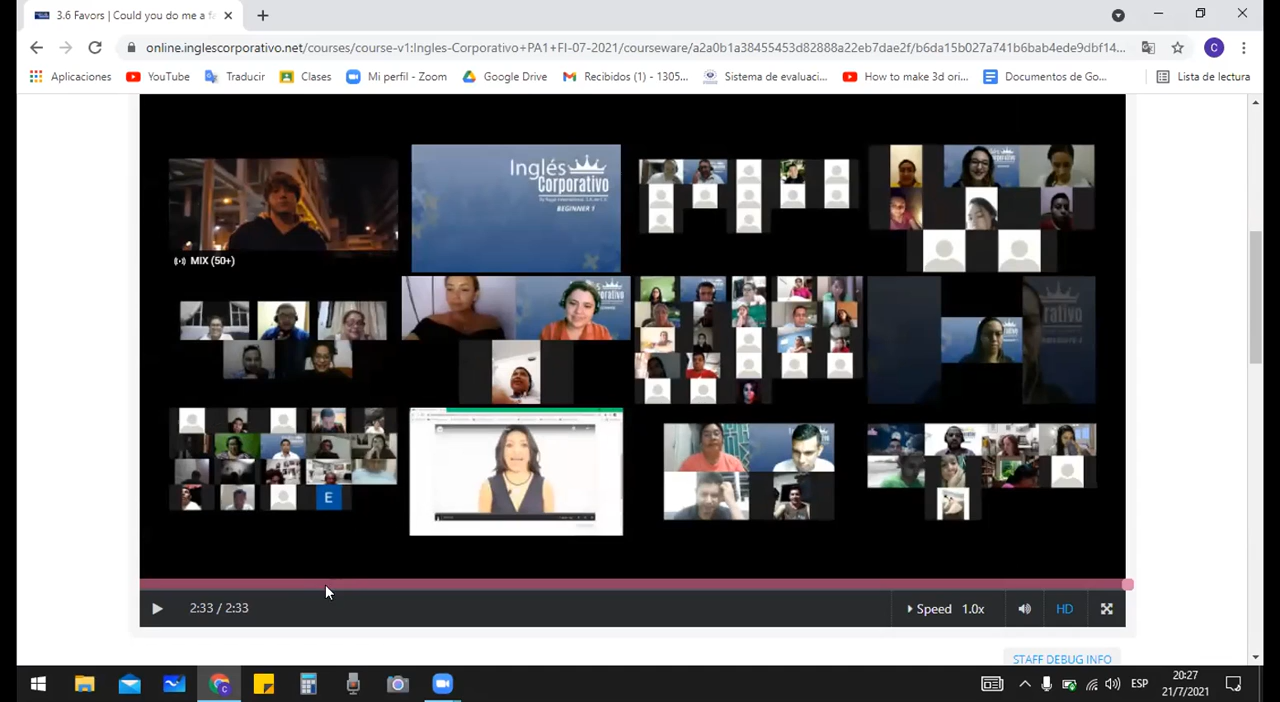 3.6 Favors | Could you do me a fa
online.inglescorporativo.net/courses/course-v1:Ingles-Corporativo+PA1+FI-07-2021/courseware/a2a0b1a38455453d82888a22eb7dae2f/b6da15b027a741b6bab4ede9dbf14...
C
Aplicaciones
YouTube
Traducir
Clases
Mi perfil - Zoom
Google Drive
Recibidos (1) - 1305...
Sistema de evaluaci...
How to make 3d ori...
Documentos de Go...
Lista de lectura
Inglés
Corporativo
BEGINNER 1
MIX (50+)
E
2:33 / 2:33
Speed 1.0x
HD
STAFF DEBUG INFO
ESP
20:27
21/7/2021